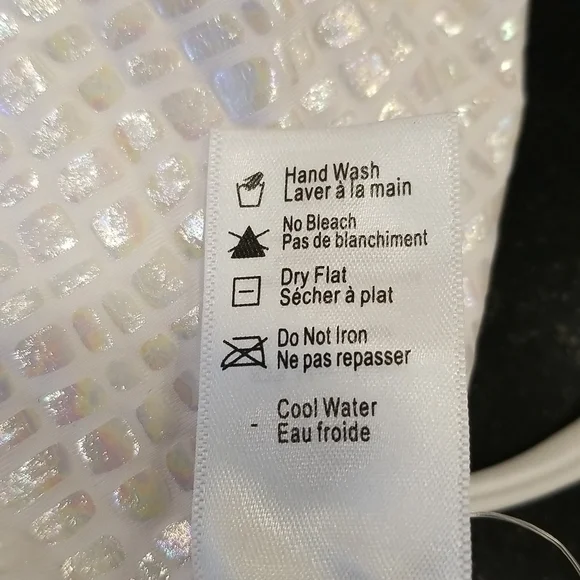 Hand Wash
Laver à la main
No Bleach
Pas de blanchiment
Dry Flat
Sécher à plat
Do Not Iron
Ne pas repasser
- Cool Water
Eau froide